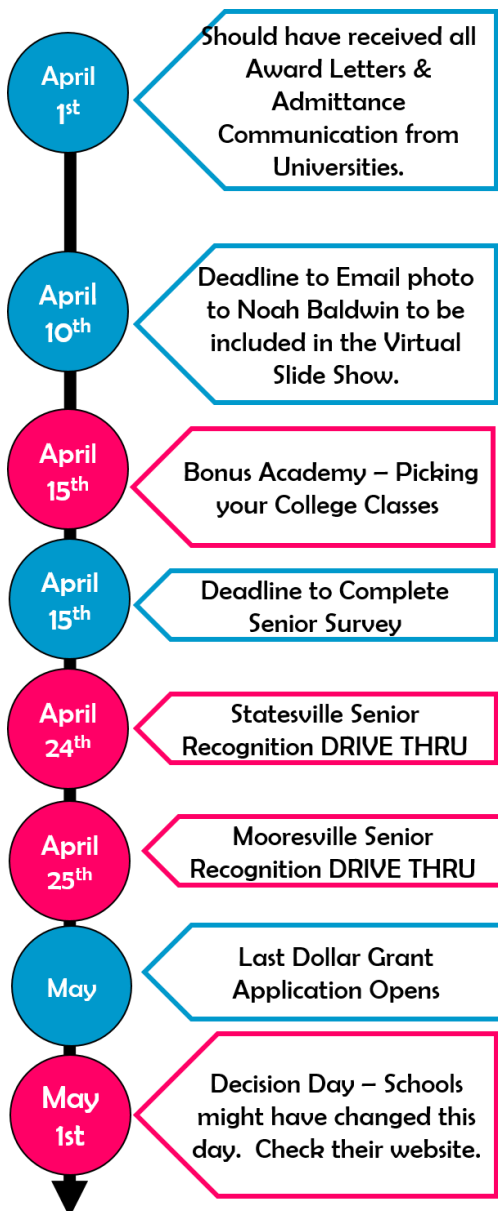 April
1st
Should have received all
Award Letters &
Admittance
Communication from
Universities.
April
10th
Deadline to Email photo
to Noah Baldwin to be
included in the Virtual
Slide Show.
April
15th
Bonus Academy – Picking
your College Classes
April
15th
Deadline to Complete
Senior Survey
April
24th
Statesville Senior
Recognition DRIVE THRU
April
25th
Mooresville Senior
Recognition DRIVE THRU
May
Last Dollar Grant
Application Opens
May
1st
Decision Day – Schools
might have changed this
day.  Check their website.